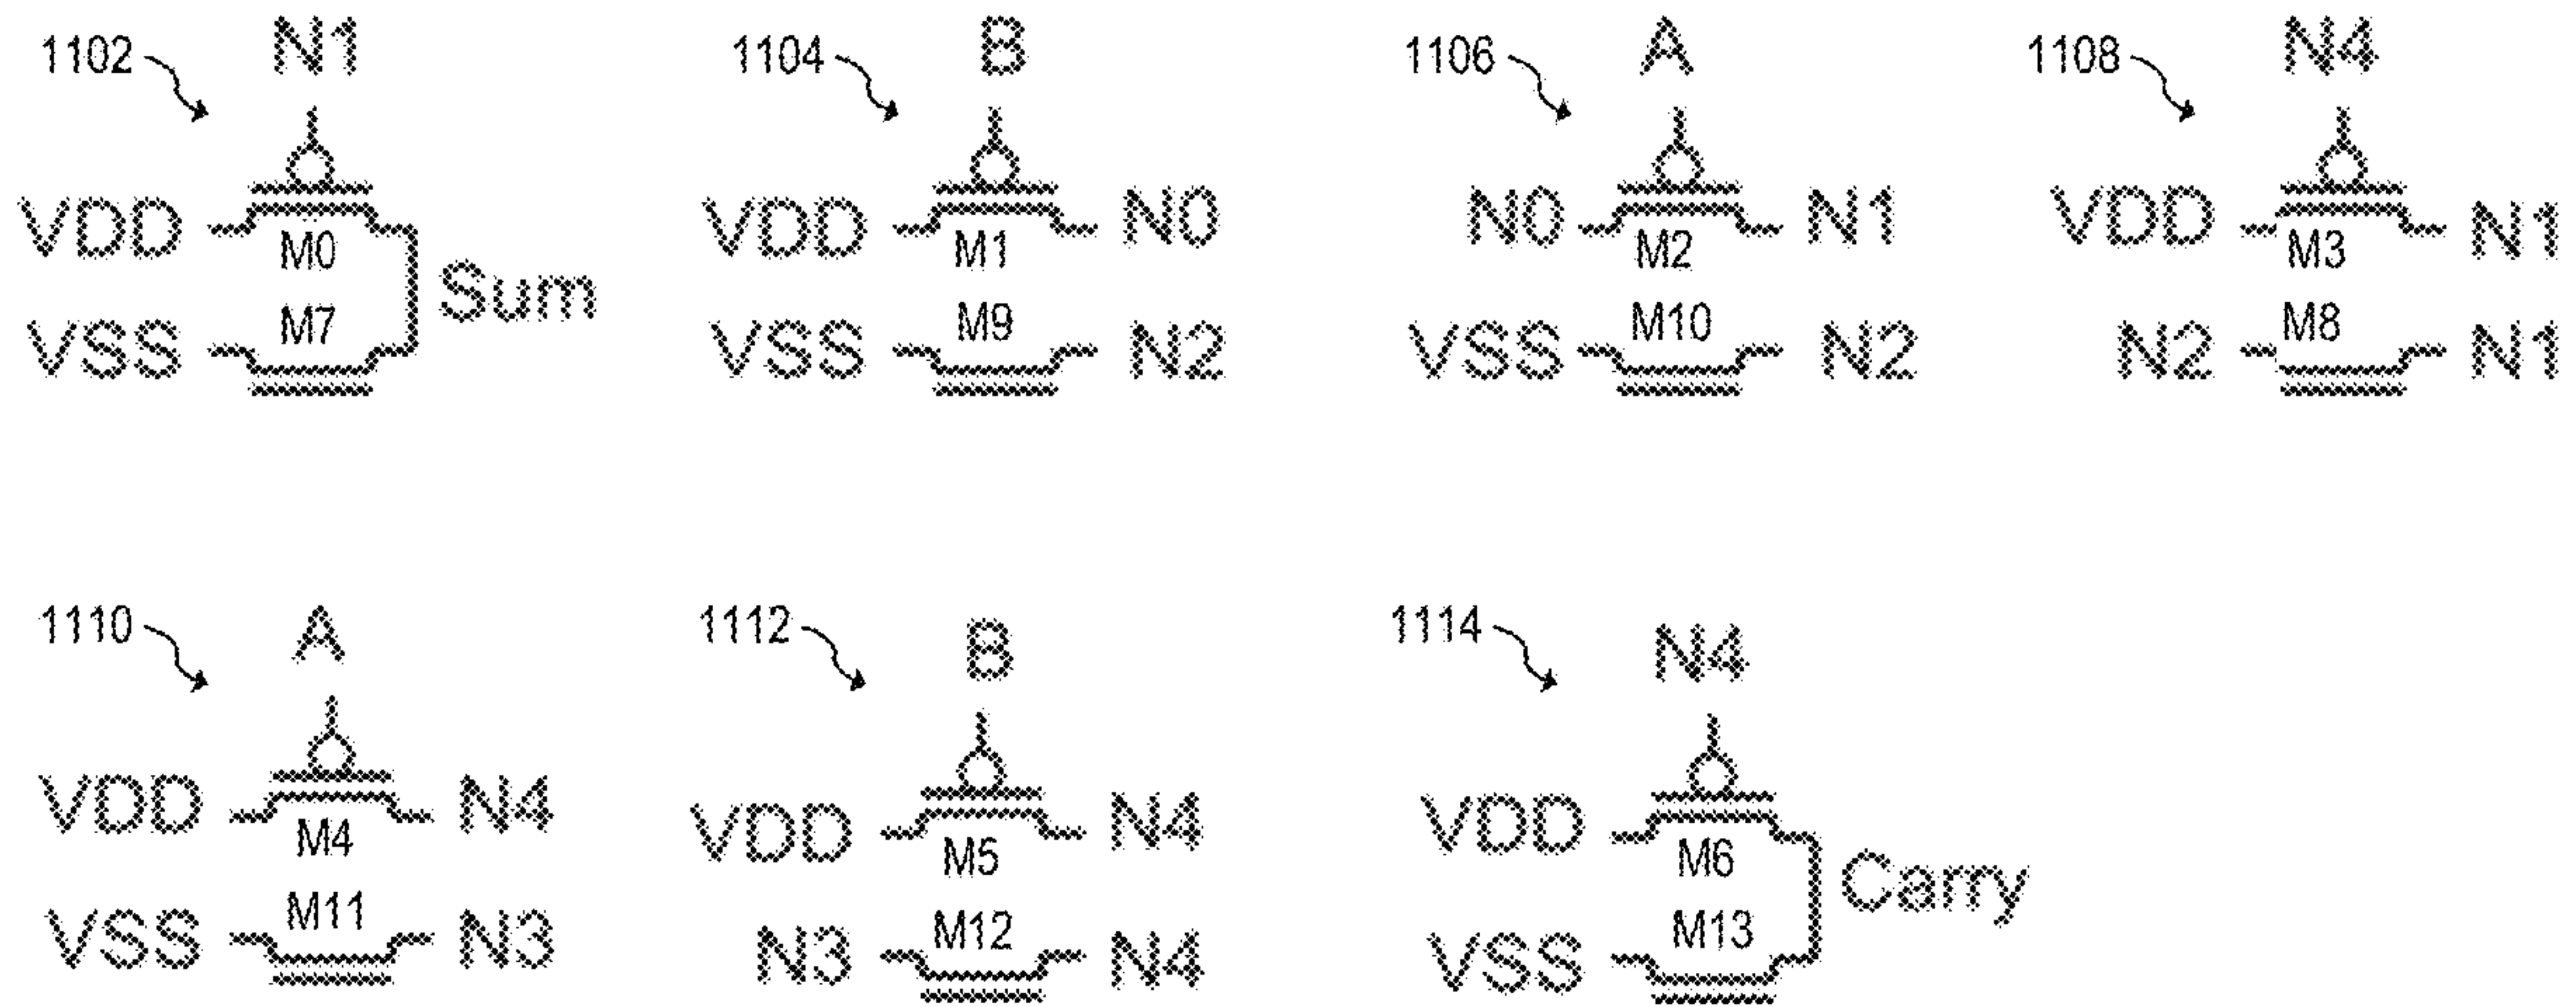 1102 N1
VDD M0
Sum
VSS M7
1104 B
VDD M1 N0
VSS M9 N2
1106 A
N0 M2 N1
VSS M10 N2
1108 N4
VDD M3 N1
N2 M8 N1
1110 A
VDD M4 N4
VSS M11 N3
1112 B
VDD M5 N4
N3 M12 N4
1114 N4
VDD M6
Carry
VSS M13